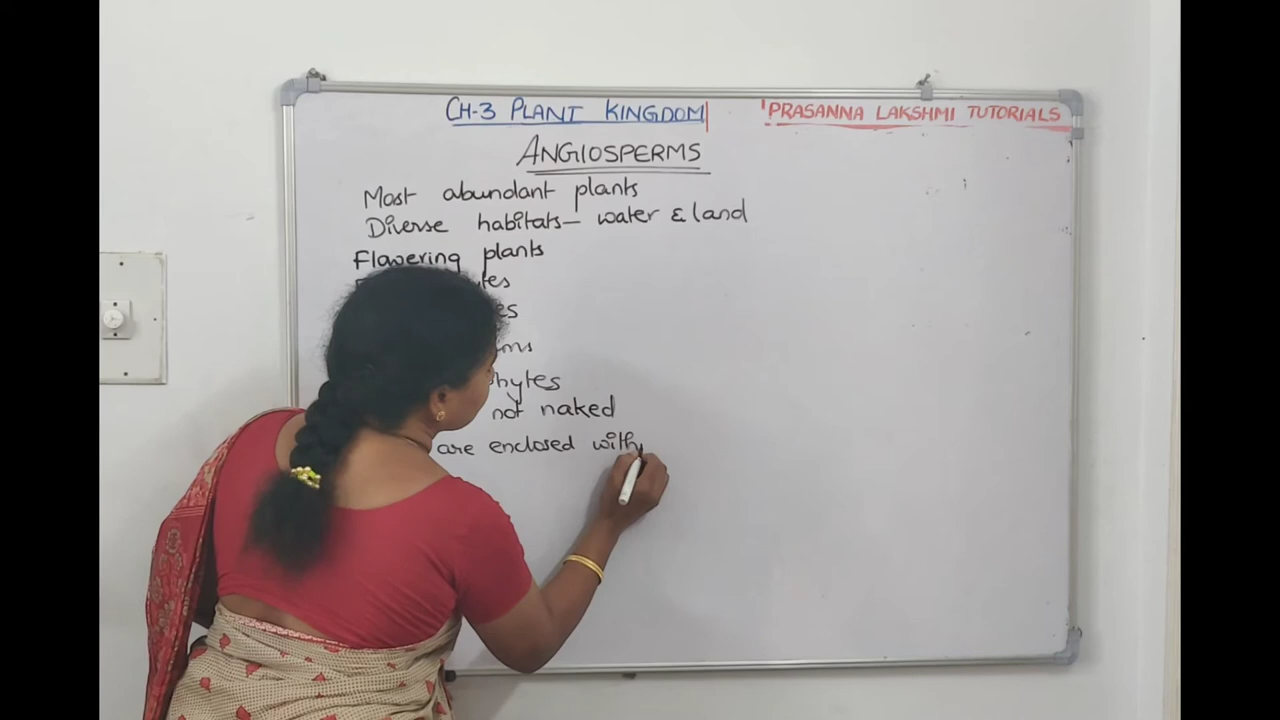 CH-3 PLANT KINGDOM
'PRASANNA LAKSHMI TUTORIALS
ANGIOSPERMS
Most abundant plants
Diverse habitats— water & land
Flowering plants
not naked
are enclosed with